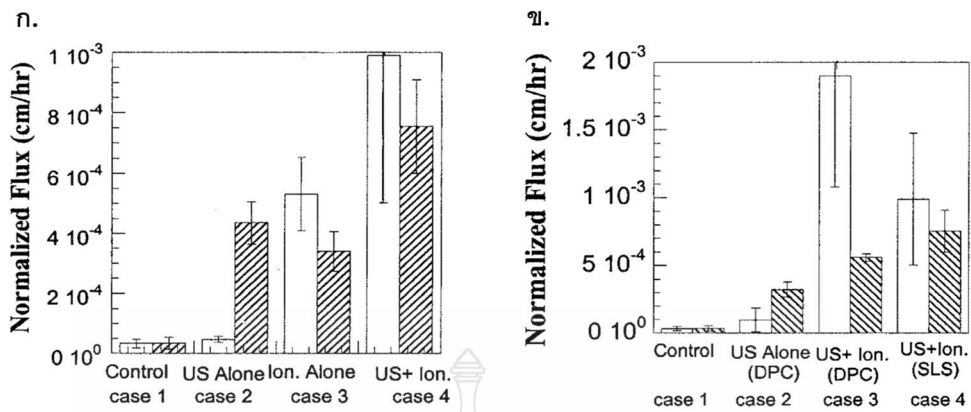 ก.
Normalized Flux (cm/hr)
1 10⁻³
8 10⁻⁴
6 10⁻⁴
4 10⁻⁴
2 10⁻⁴
0 10⁰
Control US Alone Ion. Alone US+ Ion.
case 1 case 2 case 3 case 4
ข.
Normalized Flux (cm/hr)
2 10⁻³
1.5 10⁻³
1 10⁻³
5 10⁻⁴
0 10⁰
Control US Alone US+ Ion. US+Ion.
(DPC) (DPC) (SLS)
case 1 case 2 case 3 case 4